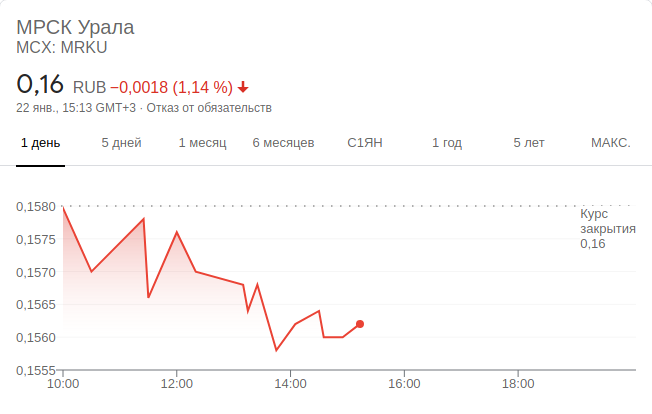 МРСК Урала
MCX: MRKU
0,16 RUB −0,0018 (1,14 %)
22 янв., 15:13 GMT+3 · Отказ от обязательств
1 день 5 дней 1 месяц 6 месяцев С1ЯН 1 год 5 лет МАКС.
0,1580
0,1575
0,1570
0,1565
0,1560
0,1555
Курс
закрытия
0,16
10:00 12:00 14:00 16:00 18:00